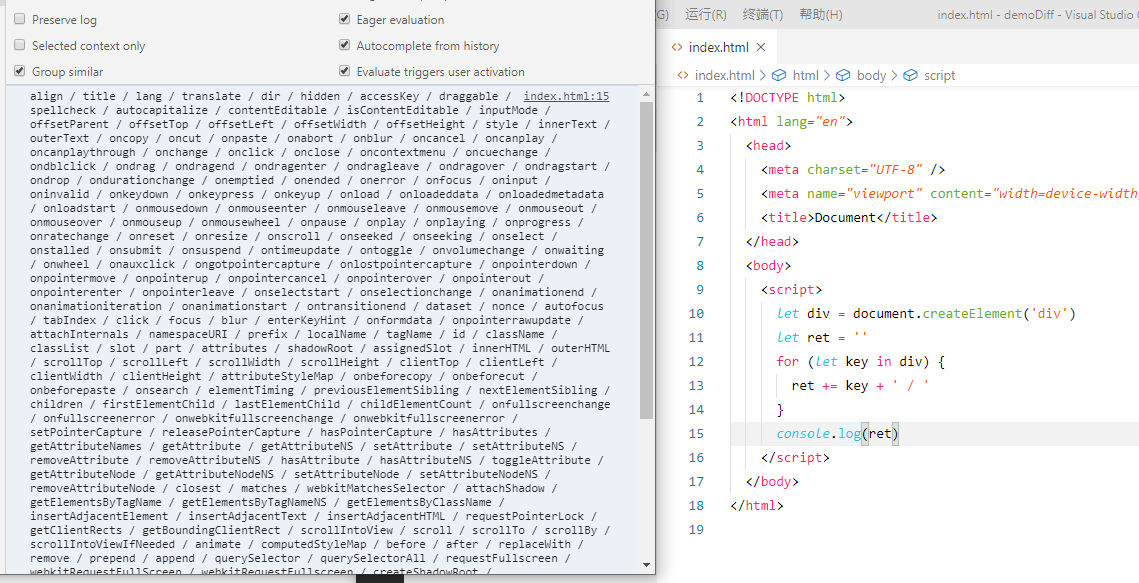 Preserve log
Eager evaluation
Selected context only
Autocomplete from history
Group similar
Evaluate triggers user activation
align / title / lang / translate / dir / hidden / accessKey / draggable / index.html:15
spellcheck / autocapitalize / contentEditable / isContentEditable / inputMode /
offsetParent / offsetTop / offsetLeft / offsetWidth / offsetHeight / style / innerText /
outerText / oncopy / oncut / onpaste / onabort / onblur / oncancel / oncanplay /
oncanplaythrough / onchange / onclick / onclose / oncontextmenu / oncuechange /
ondblclick / ondrag / ondragend / ondragenter / ondragleave / ondragover / ondragstart /
ondrop / ondurationchange / onemptied / onended / onerror / onfocus / oninput /
oninvalid / onkeydown / onkeypress / onkeyup / onload / onloadeddata / onloadedmetadata
/ onloadstart / onmousedown / onmouseenter / onmouseleave / onmousemove / onmouseout /
onmouseover / onmouseup / onmousewheel / onpause / onplay / onplaying / onprogress /
onratechange / onreset / onresize / onscroll / onseeked / onseeking / onselect /
onstalled / onsubmit / onsuspend / ontimeupdate / ontoggle / onvolumechange / onwaiting
/ onwheel / onauxclick / ongotpointercapture / onlostpointercapture / onpointerdown /
onpointermove / onpointerup / onpointercancel / onpointerover / onpointerout /
onpointerenter / onpointerleave / onselectstart / onselectionchange / onanimationend /
onanimationiteration / onanimationstart / ontransitionend / dataset / nonce / autofocus
/ tabIndex / click / focus / blur / enterKeyHint / onformdata / onpointerrawupdate /
attachInternals / namespaceURI / prefix / localName / tagName / id / className /
classList / slot / part / attributes / shadowRoot / assignedSlot / innerHTML / outerHTML
/ scrollTop / scrollLeft / scrollWidth / scrollHeight / clientTop / clientLeft /
clientWidth / clientHeight / attributeStyleMap / onbeforecopy / onbeforecut /
onbeforepaste / onsearch / elementTiming / previousElementSibling / nextElementSibling /
children / firstElementChild / lastElementChild / childElementCount / onfullscreenchange
/ onfullscreenerror / onwebkitfullscreenchange / onwebkitfullscreenerror /
setPointerCapture / releasePointerCapture / hasPointerCapture / hasAttributes /
getAttributeNames / getAttribute / getAttributeNS / setAttribute / setAttributeNS /
removeAttribute / removeAttributeNS / hasAttribute / hasAttributeNS / toggleAttribute /
getAttributeNode / getAttributeNodeNS / setAttributeNode / setAttributeNodeNS /
removeAttributeNode / closest / matches / webkitMatchesSelector / attachShadow /
getElementsByTagName / getElementsByTagNameNS / getElementsByClassName /
insertAdjacentElement / insertAdjacentText / insertAdjacentHTML / requestPointerLock /
getClientRects / getBoundingClientRect / scrollIntoView / scroll / scrollTo / scrollBy /
scrollIntoViewIfNeeded / animate / computedStyleMap / before / after / replaceWith /
remove / prepend / append / querySelector / querySelectorAll / requestFullscreen /
webkitRequestFullScreen / webkitRequestFullscreen / createShadowRoot /
G) 运行(R) 终端(T) 帮助(H) index.html - demoDiff - Visual Studio
<> index.html ×
<> index.html > html > body > script
1 <!DOCTYPE html>
2 <html lang="en">
3 <head>
4 <meta charset="UTF-8" />
5 <meta name="viewport" content="width=device-width
6 <title>Document</title>
7 </head>
8 <body>
9 <script>
10 let div = document.createElement('div')
11 let ret = ''
12 for (let key in div) {
13 ret += key + ' / '
14 }
15 console.log(ret)
16 </script>
17 </body>
18 </html>
19